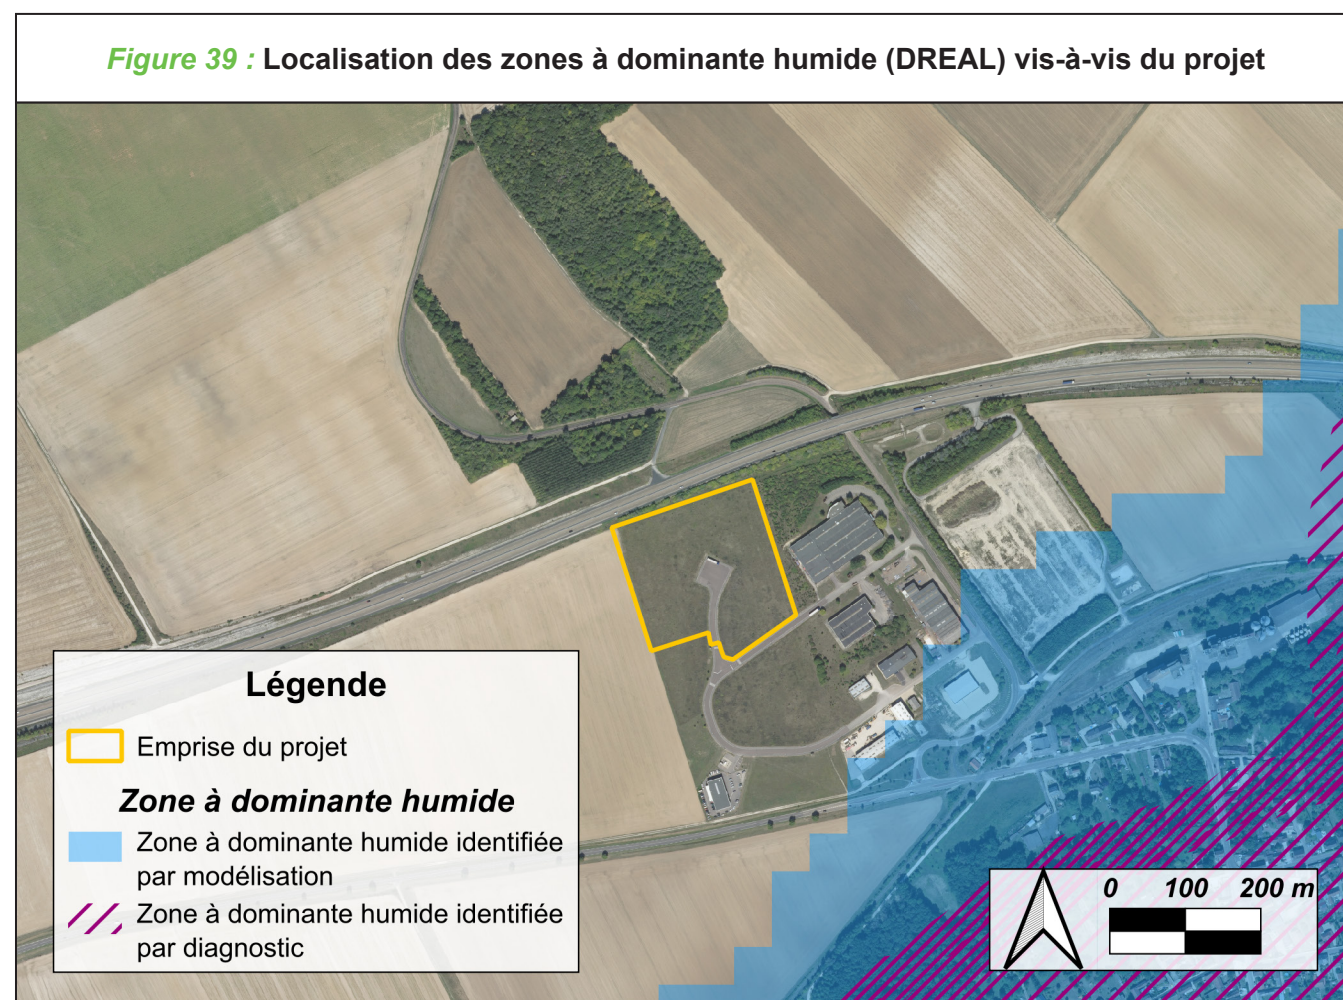 Figure 39 : Localisation des zones à dominante humide (DREAL) vis-à-vis du projet
Légende
Emprise du projet
Zone à dominante humide
Zone à dominante humide identifiée
par modélisation
Zone à dominante humide identifiée
par diagnostic
0 100 200 m